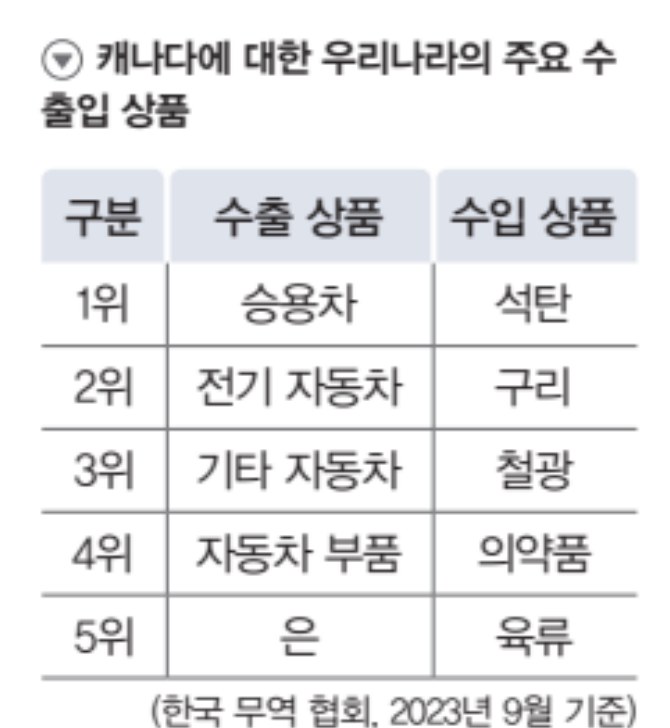 캐나다에 대한 우리나라의 주요 수
출입 상품
구분 수출 상품 수입 상품
1위 승용차 석탄
2위 전기 자동차 구리
3위 기타 자동차 철광
4위 자동차 부품 의약품
5위 은 육류
(한국 무역 협회, 2023년 9월 기준)